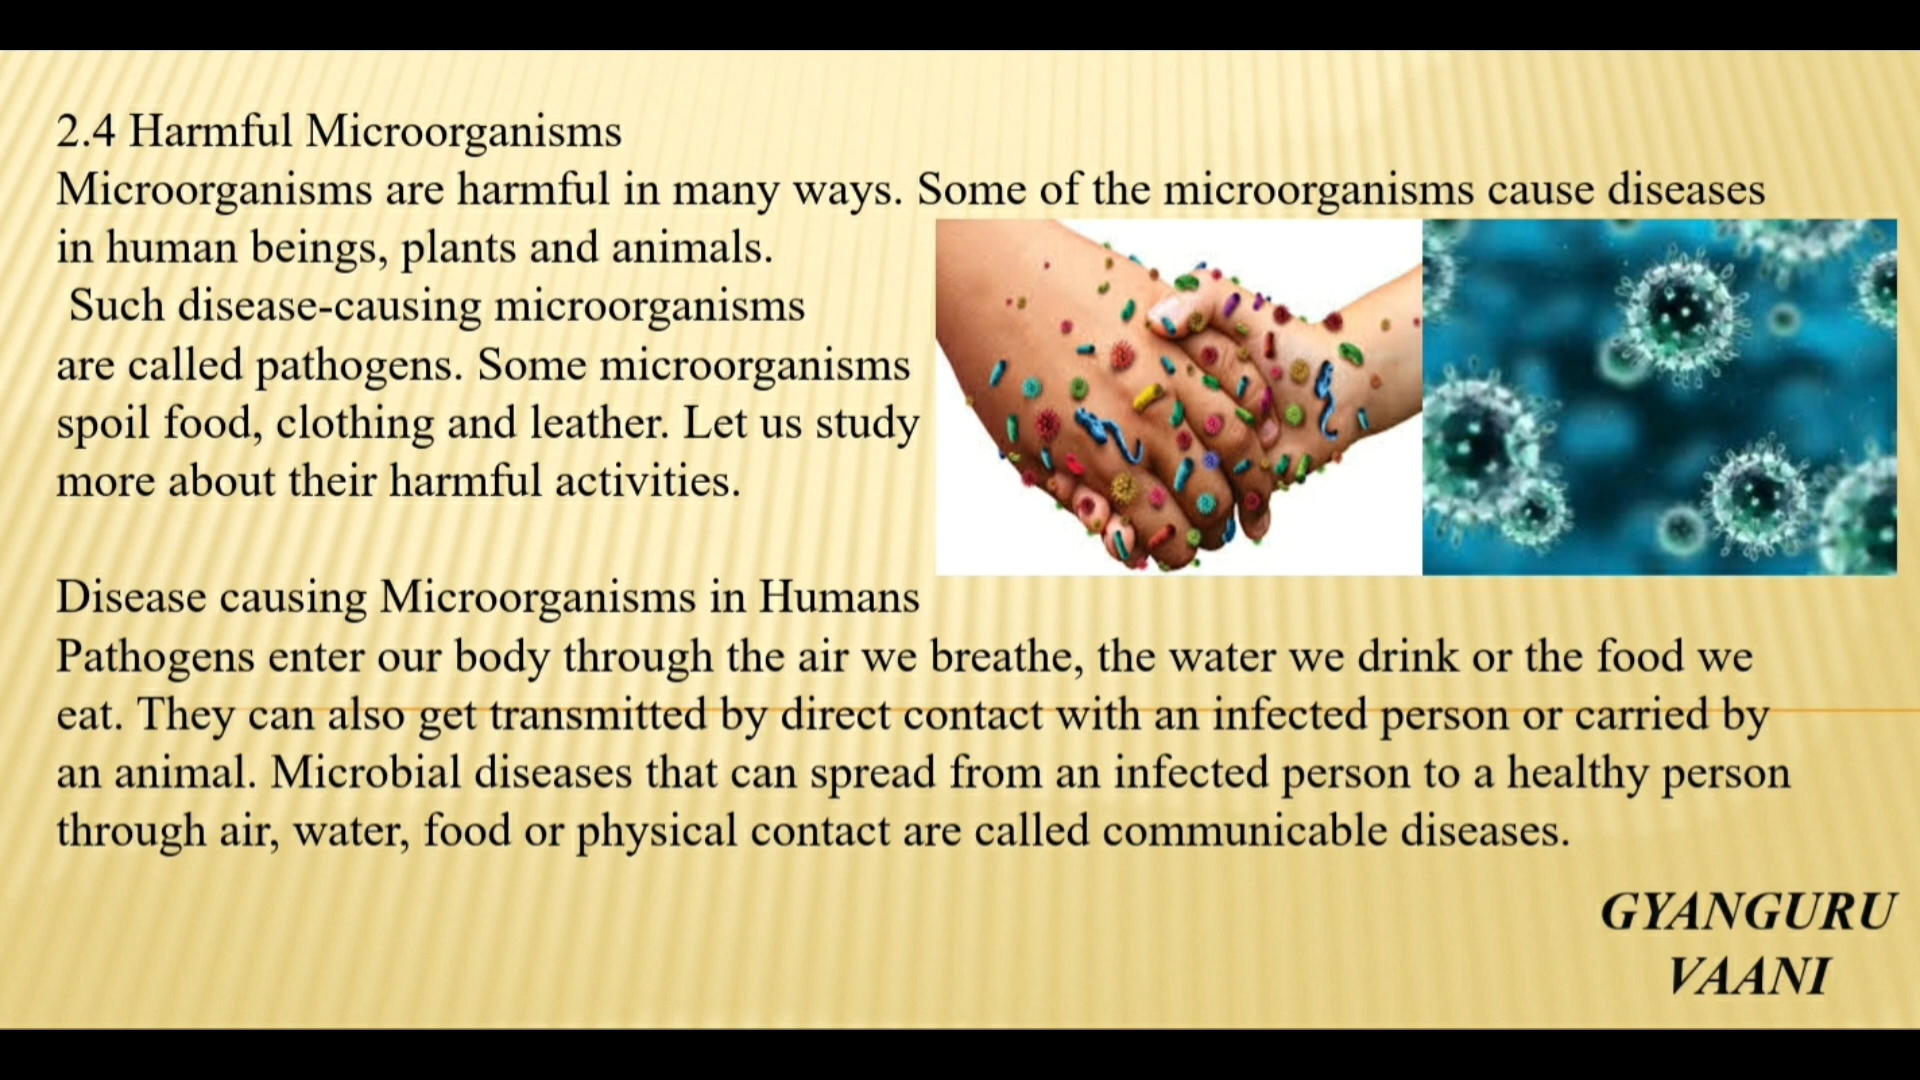 2.4 Harmful Microorganisms
Microorganisms are harmful in many ways. Some of the microorganisms cause diseases
in human beings, plants and animals.
Such disease-causing microorganisms
are called pathogens. Some microorganisms
spoil food, clothing and leather. Let us study
more about their harmful activities.
Disease causing Microorganisms in Humans
Pathogens enter our body through the air we breathe, the water we drink or the food we
eat. They can also get transmitted by direct contact with an infected person or carried by
an animal. Microbial diseases that can spread from an infected person to a healthy person
through air, water, food or physical contact are called communicable diseases.
GYANGURU
VAANI